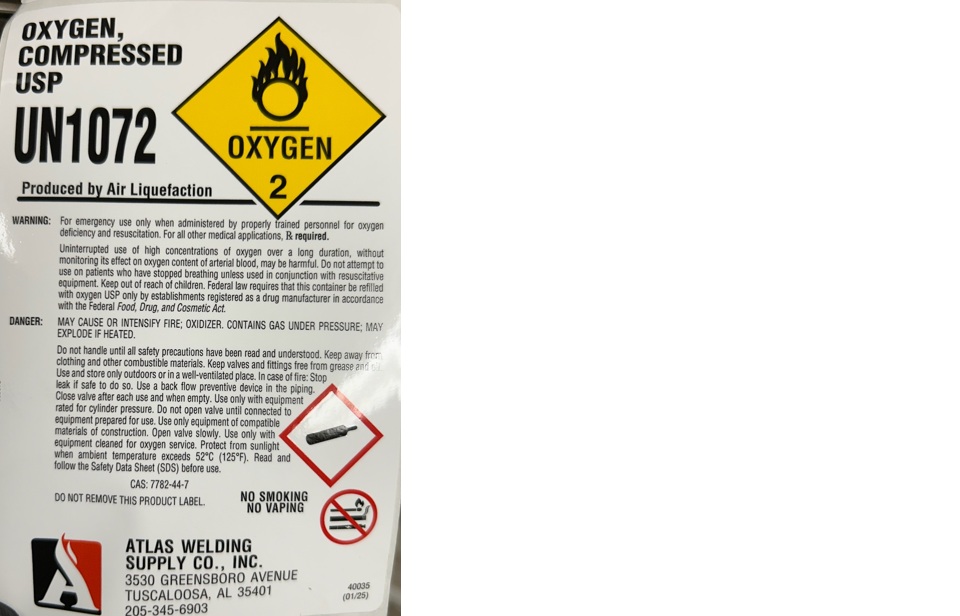 OXYGEN,
COMPRESSED
USP
UN1072
OXYGEN
2
Produced by Air Liquefaction
WARNING: For emergency use only when administered by properly trained personnel for oxygen
deficiency and resuscitation. For all other medical applications, ℞ required.
Uninterrupted use of high concentrations of oxygen over a long duration, without
monitoring its effect on oxygen content of arterial blood, may be harmful. Do not attempt to
use on patients who have stopped breathing unless used in conjunction with resuscitative
equipment. Keep out of reach of children. Federal law requires that this container be refilled
with oxygen USP only by establishments registered as a drug manufacturer in accordance
with the Federal Food, Drug, and Cosmetic Act.
DANGER: MAY CAUSE OR INTENSIFY FIRE; OXIDIZER. CONTAINS GAS UNDER PRESSURE; MAY
EXPLODE IF HEATED.
Do not handle until all safety precautions have been read and understood. Keep away from
clothing and other combustible materials. Keep valves and fittings free from grease and oil.
Use and store only outdoors or in a well-ventilated place. In case of fire: Stop
leak if safe to do so. Use a back flow preventive device in the piping.
Close valve after each use and when empty. Use only with equipment
rated for cylinder pressure. Do not open valve until connected to
equipment prepared for use. Use only equipment of compatible
materials of construction. Open valve slowly. Use only with
equipment cleaned for oxygen service. Protect from sunlight
when ambient temperature exceeds 52°C (125°F). Read and
follow the Safety Data Sheet (SDS) before use.
CAS: 7782-44-7
DO NOT REMOVE THIS PRODUCT LABEL.
NO SMOKING
NO VAPING
ATLAS WELDING
SUPPLY CO., INC.
3530 GREENSBORO AVENUE
TUSCALOOSA, AL 35401
205-345-6903
40035
(01/25)